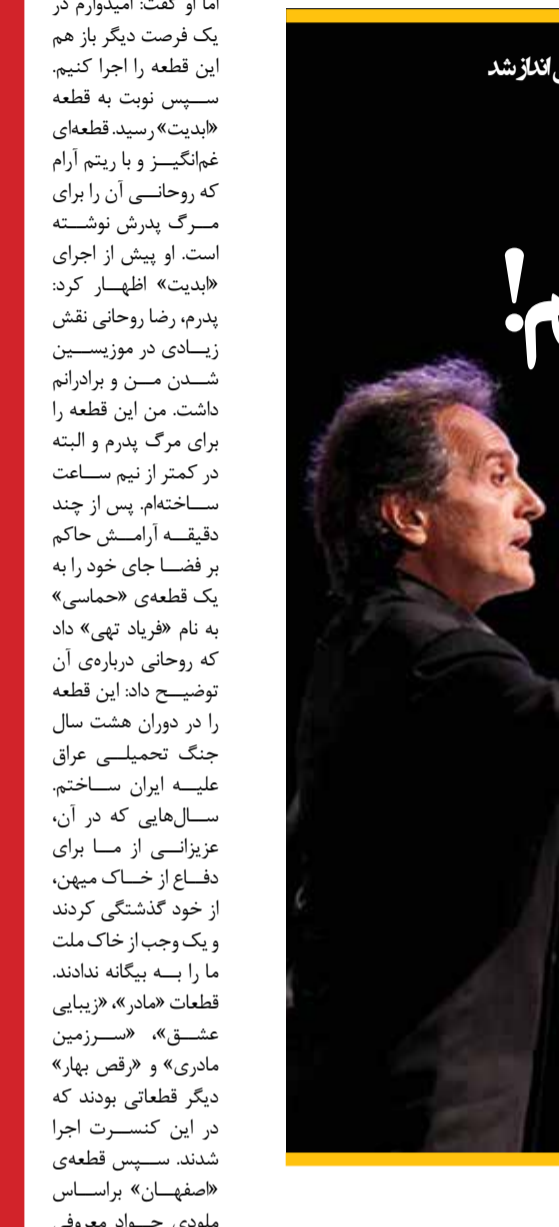 اما او گفت: امیدوارم در
یک فرصت دیگر باز هم
این قطعه را اجرا کنیم.
سپس نوبت به قطعه
«ابدیت» رسید. قطعه‌ای
غم‌انگیز و با ریتم آرام
که روحانی آن را برای
مرگ پدرش نوشته
است. او پیش از اجرای
«ابدیت» اظهار کرد:
پدرم، رضا روحانی نقش
زیادی در موزیسین
شدن من و برادرانم
داشت. من این قطعه را
برای مرگ پدرم و البته
در کمتر از نیم ساعت
ساخته‌ام. پس از چند
دقیقه آرامش حاکم
بر فضا جای خود را به
یک قطعه‌ی «حماسی»
به نام «فریاد تهی» داد
که روحانی درباره‌ی آن
توضیح داد: این قطعه
را در دوران هشت سال
جنگ تحمیلی عراق
علیه ایران ساختم.
سال‌هایی که در آن،
عزیزانی از ما برای
دفاع از خاک میهن،
از خود گذشتگی کردند
و یک وجب از خاک ملت
ما را به بیگانه ندادند.
قطعات «مادر»، «زیبایی
عشق»، «سرزمین
مادری» و «رقص بهار»
دیگر قطعاتی بودند که
در این کنسرت اجرا
شدند. سپس قطعه‌ی
«اصفهان» براساس
ملودی جواد معروفی
انداز شد
م!